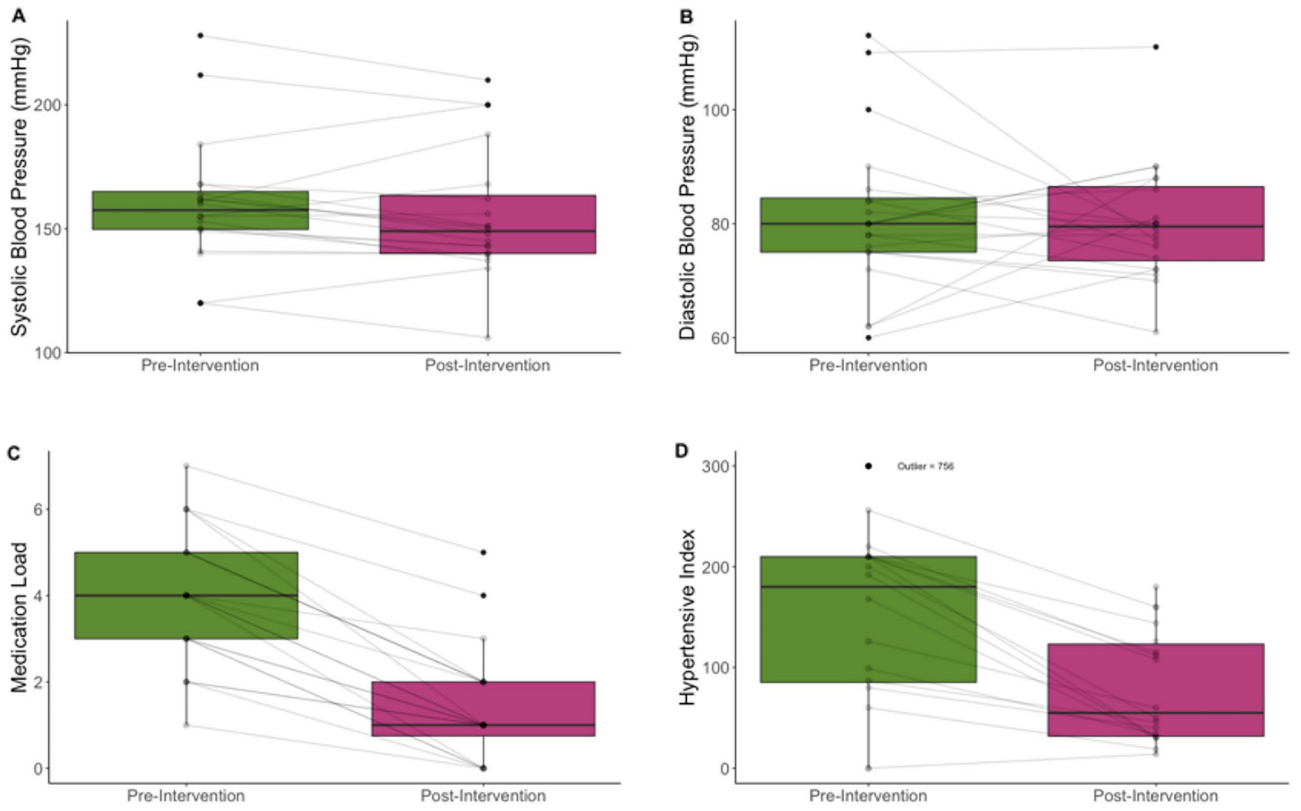 A
Systolic Blood Pressure (mmHg)
200
150
100
Pre-Intervention
Post-Intervention
B
Diastolic Blood Pressure (mmHg)
100
80
60
Pre-Intervention
Post-Intervention
C
Medication Load
6
4
2
0
Pre-Intervention
Post-Intervention
D
Hypertensive Index
300
200
100
0
Outlier = 756
Pre-Intervention
Post-Intervention